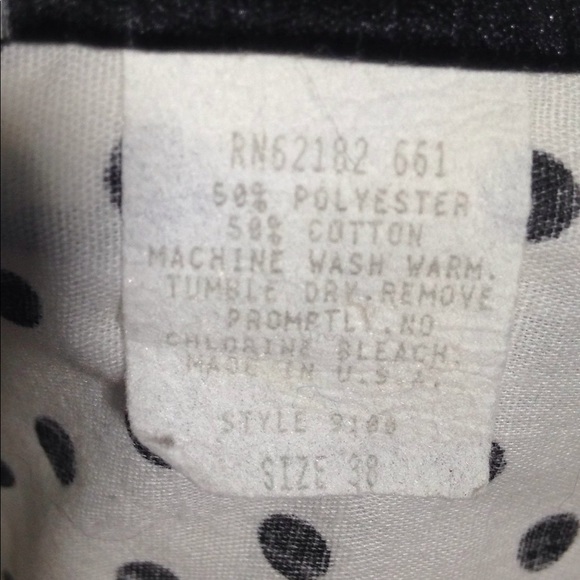 RN62182 661
50% POLYESTER
50% COTTON
MACHINE WASH WARM.
TUMBLE DRY.REMOVE
PROMPTLY.NO
CHLORINE BLEACH.
MADE IN U.S.A.
STYLE 9100
SIZE 38